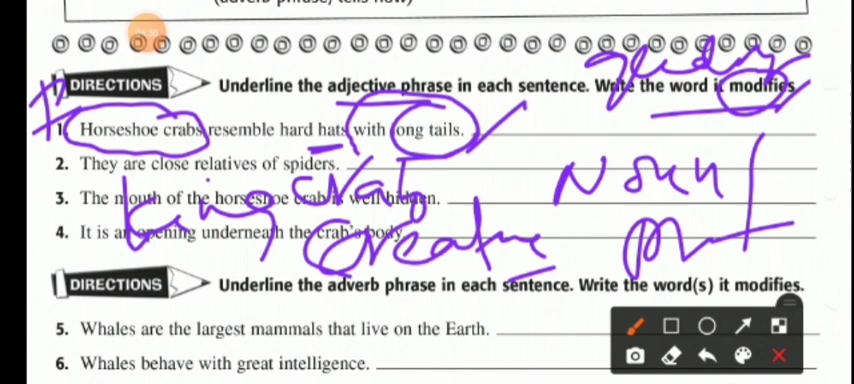 DIRECTIONS Underline the adjective phrase in each sentence. Write the word it modifies.
1. Horseshoe crabs resemble hard hats with long tails.
2. They are close relatives of spiders.
3. The mouth of the horseshoe crab is well hidden.
4. It is an opening underneath the crab's body.
king crab
Creature
Noun
DIRECTIONS Underline the adverb phrase in each sentence. Write the word(s) it modifies.
5. Whales are the largest mammals that live on the Earth.
6. Whales behave with great intelligence.